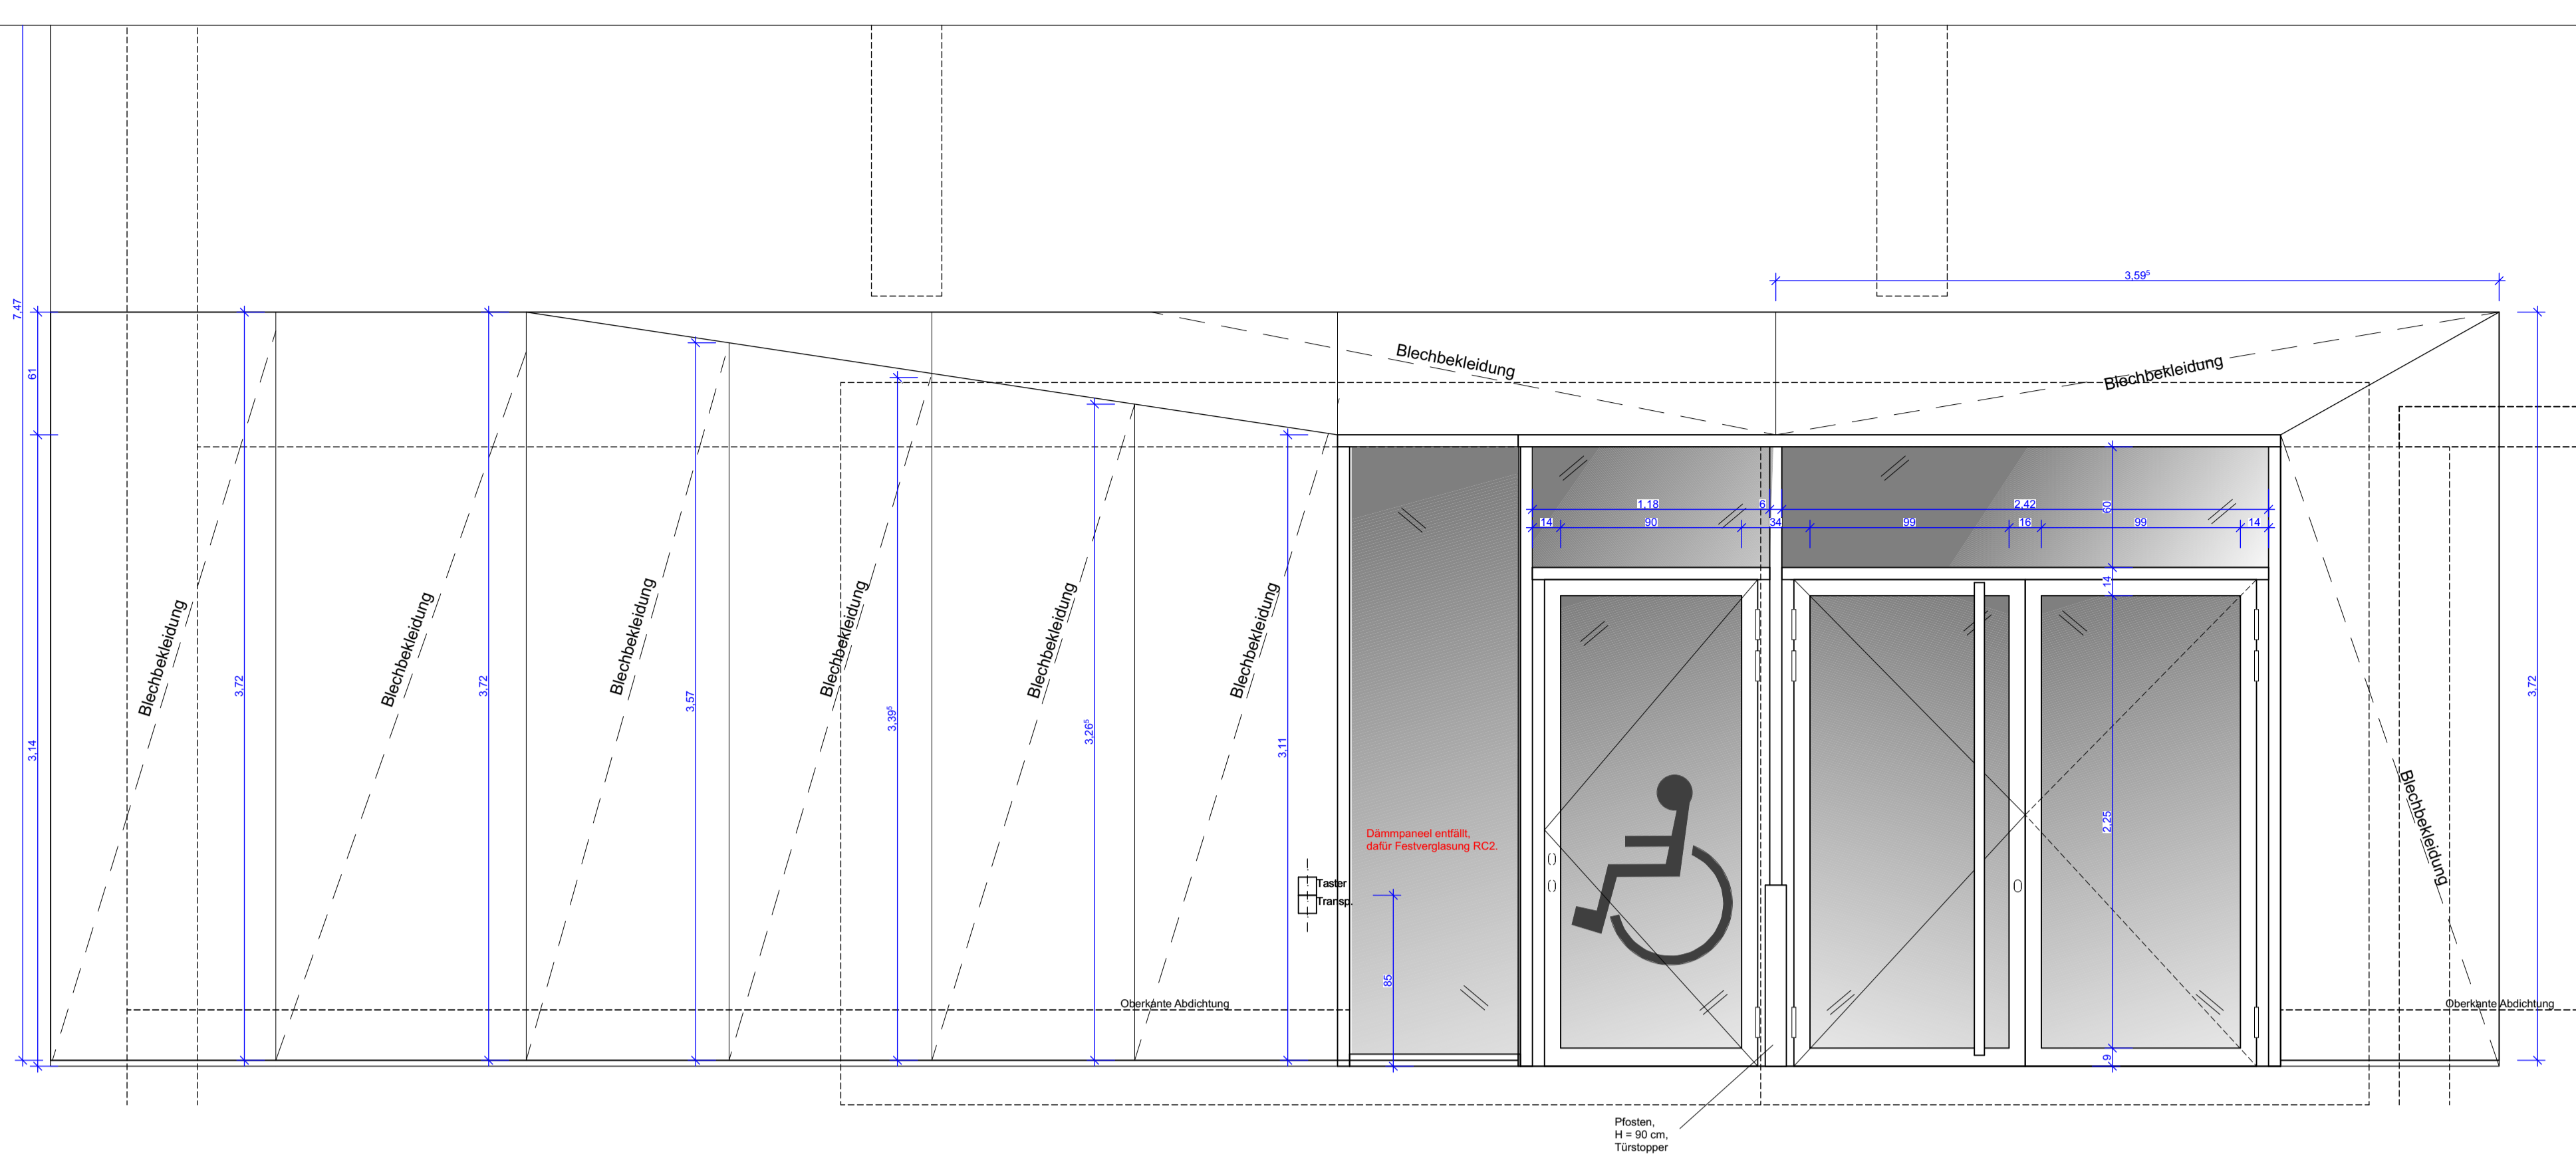 3,59⁵
7,47
61
3,14
Blechbekleidung
3,72
Blechbekleidung
3,72
Blechbekleidung
3,57
Blechbekleidung
3,39⁵
Blechbekleidung
3,26⁵
Blechbekleidung
3,11
Blechbekleidung
Blechbekleidung
1,18
6
2,42
60
14
90
34
99
16
99
14
14
2,25
9
Dämmpaneel entfällt,
dafür Festverglasung RC2.
Taster
Transp.
85
Blechbekleidung
3,72
Oberkante Abdichtung
Oberkante Abdichtung
Pfosten,
H = 90 cm,
Türstopper